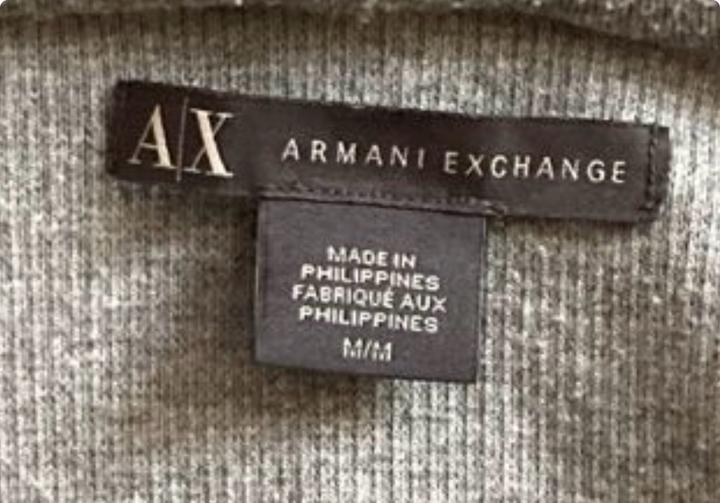 A|X ARMANI EXCHANGE
MADE IN
PHILIPPINES
FABRIQUÉ AUX
PHILIPPINES
M/M